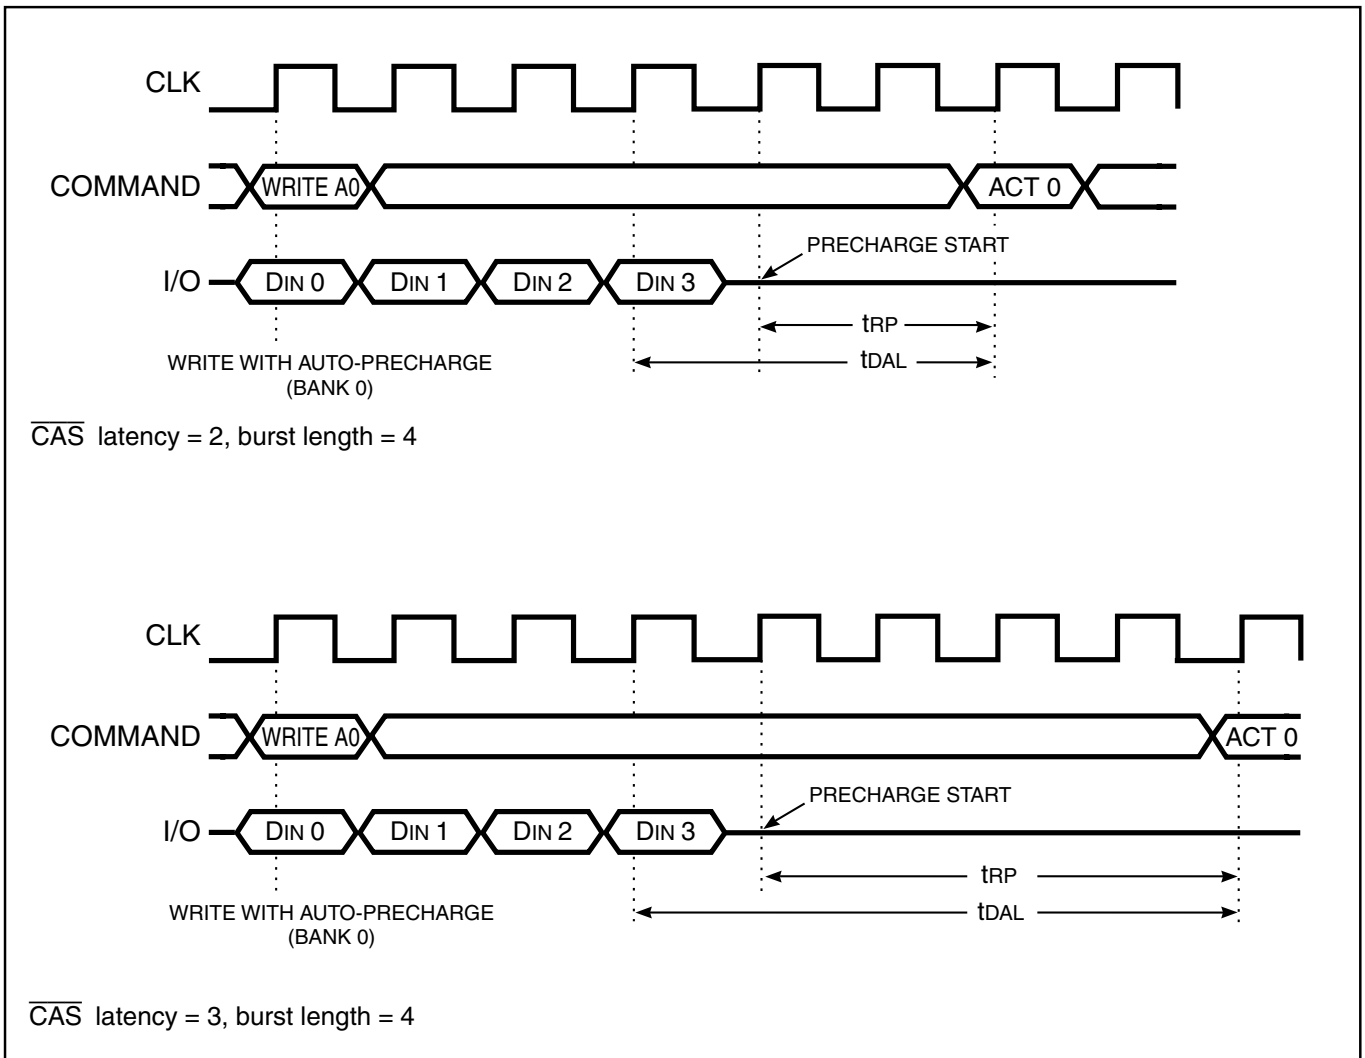 CLK
COMMAND WRITE A0 ACT 0
PRECHARGE START
I/O DIN 0 DIN 1 DIN 2 DIN 3
tRP
tDAL
WRITE WITH AUTO-PRECHARGE
(BANK 0)
CAS latency = 2, burst length = 4
CLK
COMMAND WRITE A0 ACT 0
PRECHARGE START
I/O DIN 0 DIN 1 DIN 2 DIN 3
tRP
tDAL
WRITE WITH AUTO-PRECHARGE
(BANK 0)
CAS latency = 3, burst length = 4